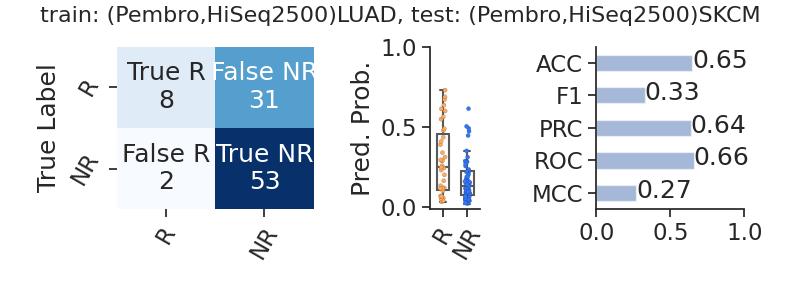 train: (Pembro,HiSeq2500)LUAD, test: (Pembro,HiSeq2500)SKCM
True Label
R
NR
True R
8
False NR
31
False R
2
True NR
53
R
NR
Pred. Prob.
1.0
0.5
0.0
R
NR
ACC
F1
PRC
ROC
MCC
0.65
0.33
0.64
0.66
0.27
0.0
0.5
1.0